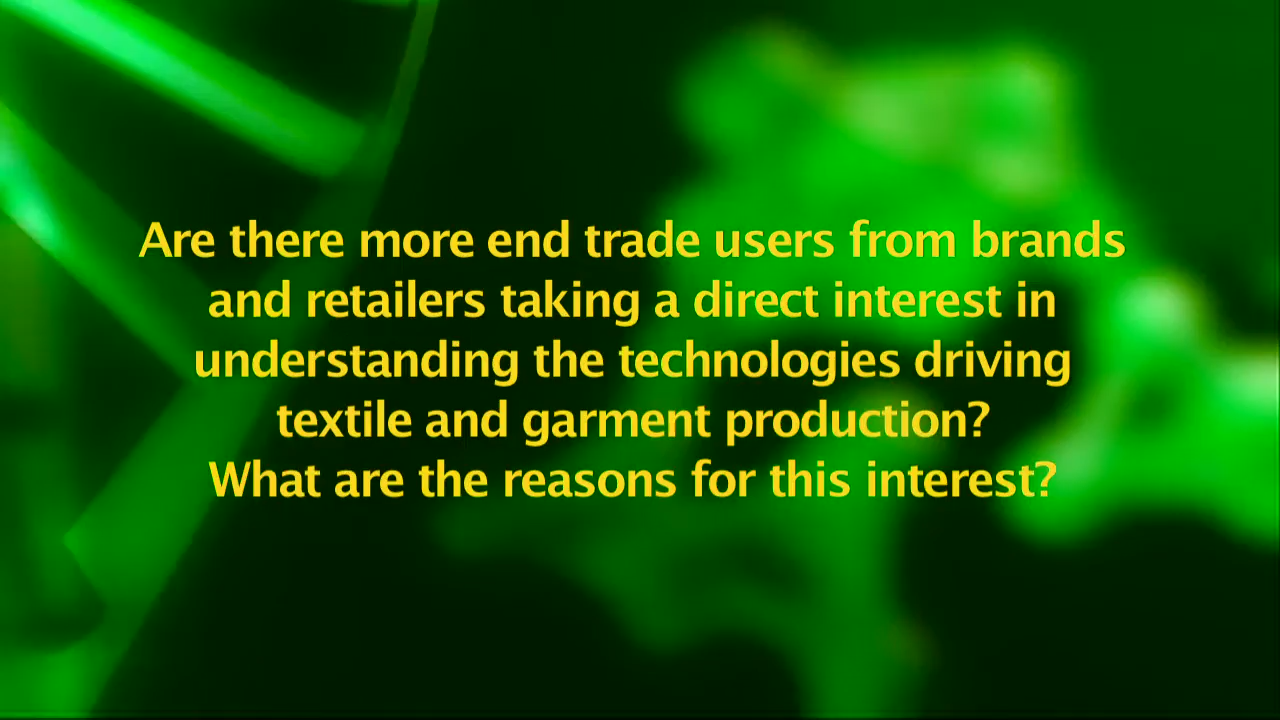 Are there more end trade users from brands
and retailers taking a direct interest in
understanding the technologies driving
textile and garment production?
What are the reasons for this interest?